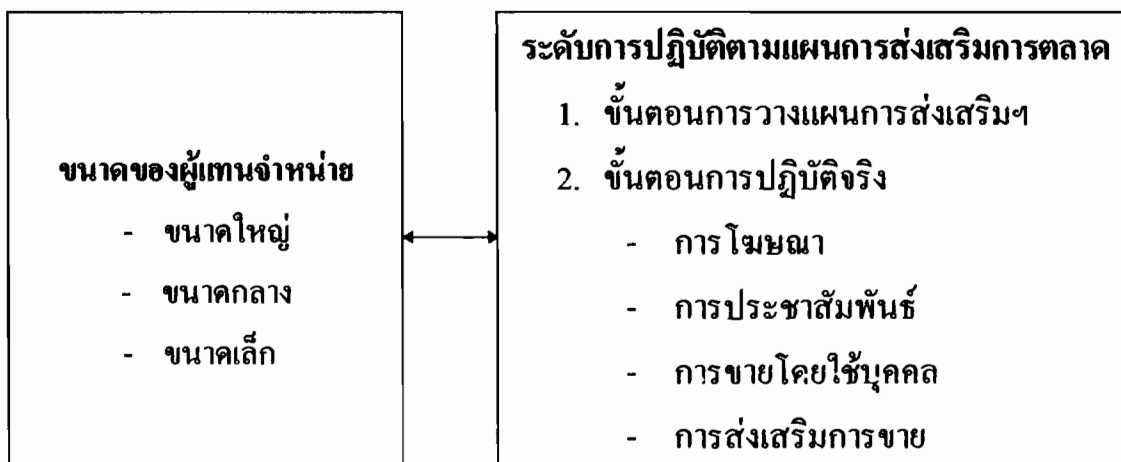 ขนาดของผู้แทนจำหน่าย
- ขนาดใหญ่
- ขนาดกลาง
- ขนาดเล็ก
ระดับการปฏิบัติตามแผนการส่งเสริมการตลาด
1. ขั้นตอนการวางแผนการส่งเสริมฯ
2. ขั้นตอนการปฏิบัติจริง
- การโฆษณา
- การประชาสัมพันธ์
- การขายโดยใช้บุคคล
- การส่งเสริมการขาย